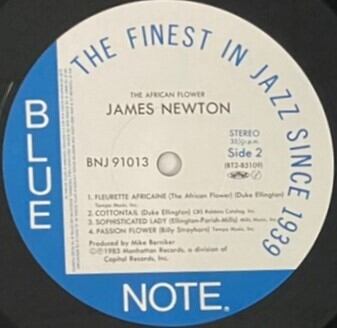 THE FINEST IN JAZZ SINCE 1939
BLUE
NOTE®
THE AFRICAN FLOWER
JAMES NEWTON
BNJ 91013
STEREO
33⅓r.p.m.
Side 2
(BT2-85109)
1. FLEURETTE AFRICAINE (The African Flower) (Duke Ellington)
Tempo Music, Inc.
2. COTTONTAIL (Duke Ellington) CBS Robbins Catalog, Inc.
3. SOPHISTICATED LADY (Ellington-Parish-Mills) Mills Music, Inc.
4. PASSION FLOWER (Billy Strayhorn) Tempo Music, Inc.
Produced by Mike Berniker
©℗1985 Manhattan Records, a division of
Capitol Records, Inc.